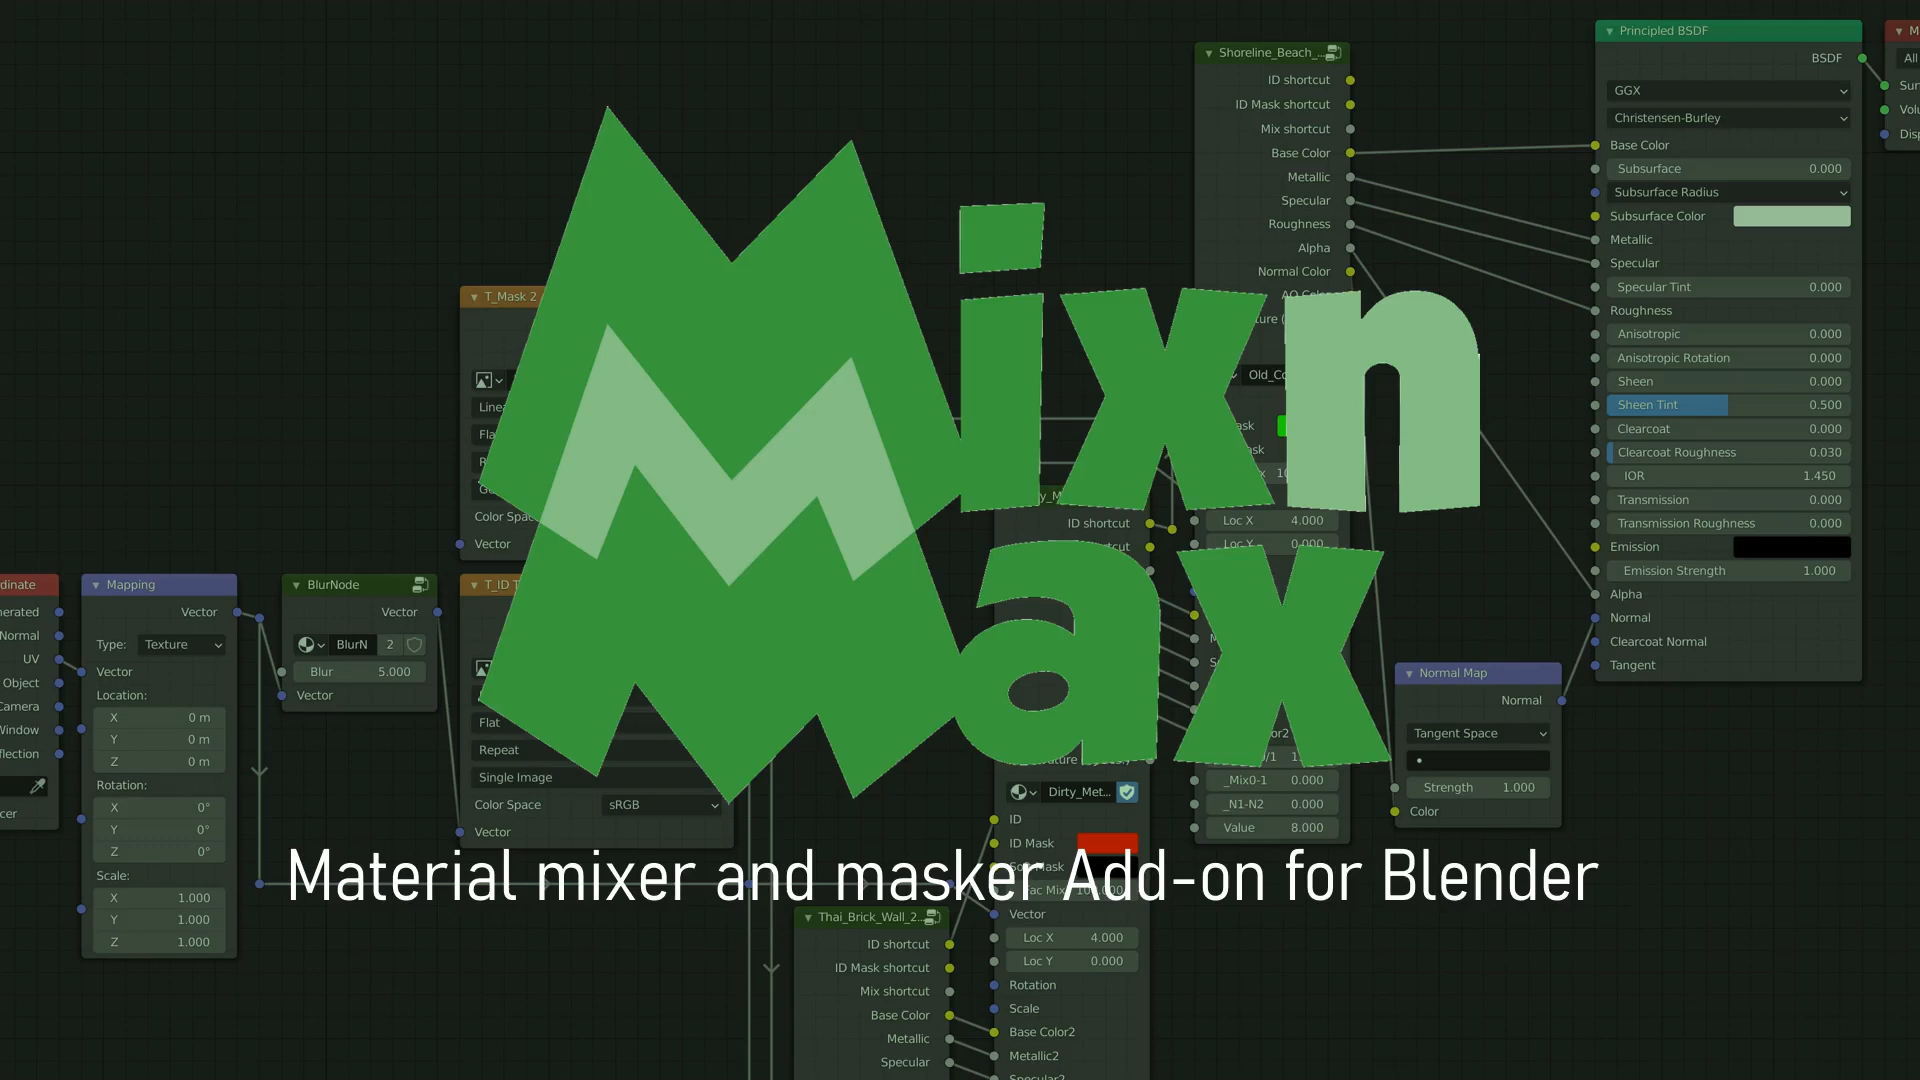 Mixn
Max
Material mixer and masker Add-on for Blender
Principled BSDF
BSDF
GGX
Christensen-Burley
Base Color
Subsurface 0.000
Subsurface Radius
Subsurface Color
Metallic
Specular
Specular Tint 0.000
Roughness
Anisotropic 0.000
Anisotropic Rotation 0.000
Sheen 0.000
Sheen Tint 0.500
Clearcoat 0.000
Clearcoat Roughness 0.030
IOR 1.450
Transmission 0.000
Transmission Roughness 0.000
Emission
Emission Strength 1.000
Alpha
Normal
Clearcoat Normal
Tangent
All
Shoreline_Beach_...
ID shortcut
ID Mask shortcut
Mix shortcut
Base Color
Metallic
Specular
Roughness
Alpha
Normal Color
Loc X 4.000
Loc Y 0.000
_Mix0-1 0.000
_N1-N2 0.000
Value 8.000
T_Mask 2
Color Spac
Vector
Mapping
Vector
Type: Texture
Vector
Location:
X 0 m
Y 0 m
Z 0 m
Rotation:
X 0°
Y 0°
Z 0°
Scale:
X 1.000
Y 1.000
Z 1.000
Normal
UV
Object
Camera
Window
BlurNode
Vector
BlurN 2
Blur 5.000
Vector
T_ID T
Flat
Repeat
Single Image
Color Space sRGB
Vector
ID shortcut
Dirty_Met...
ID
ID Mask
Vector
Loc X 4.000
Loc Y 0.000
Rotation
Scale
Base Color2
Metallic2
Specular2
Thai_Brick_Wall_2...
ID shortcut
ID Mask shortcut
Mix shortcut
Base Color
Metallic
Specular
Normal Map
Normal
Tangent Space
Strength 1.000
Color